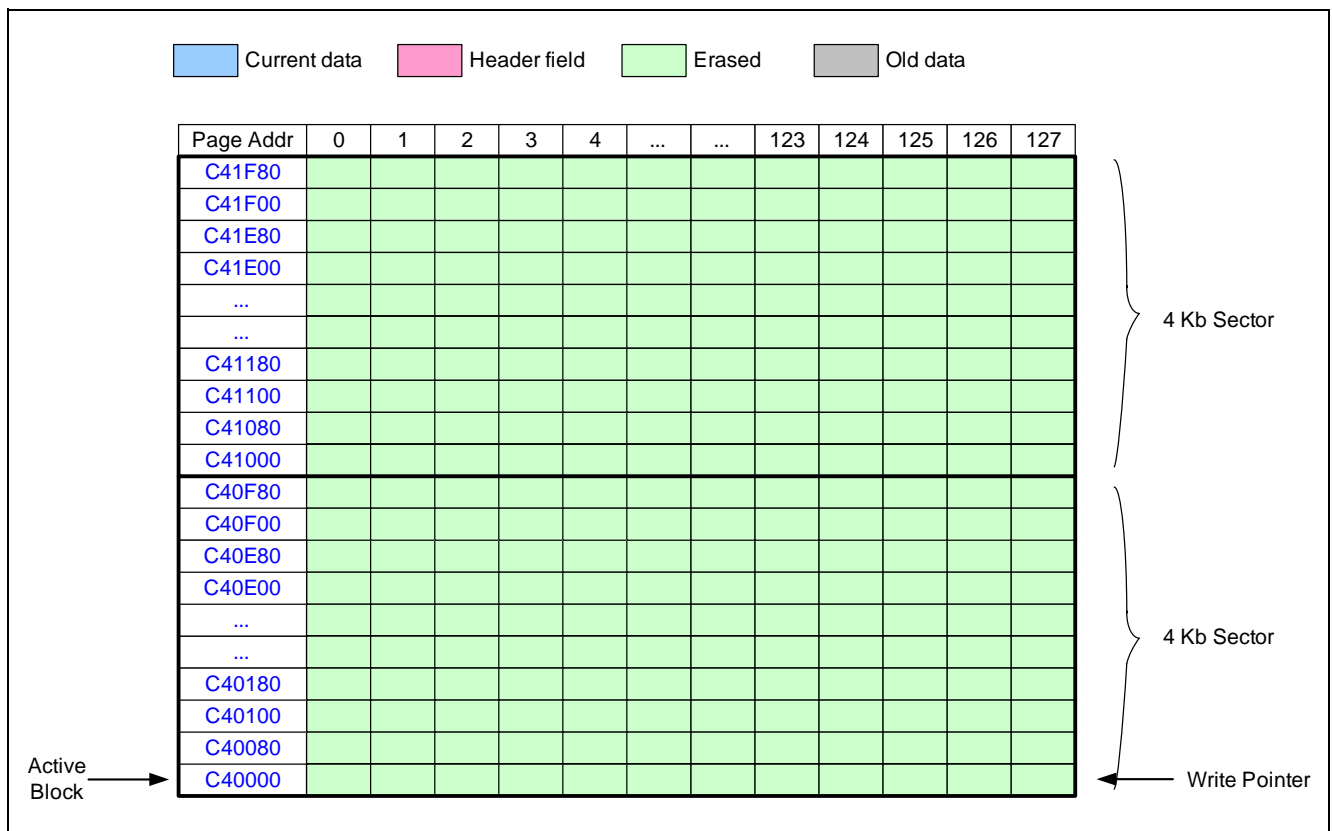 Current data Header field Erased Old data
Page Addr 0 1 2 3 4 ... ... 123 124 125 126 127
C41F80
C41F00
C41E80
C41E00
...
...
C41180
C41100
C41080
C41000
4 Kb Sector
C40F80
C40F00
C40E80
C40E00
...
...
C40180
C40100
C40080
C40000
4 Kb Sector
Active
Block
Write Pointer